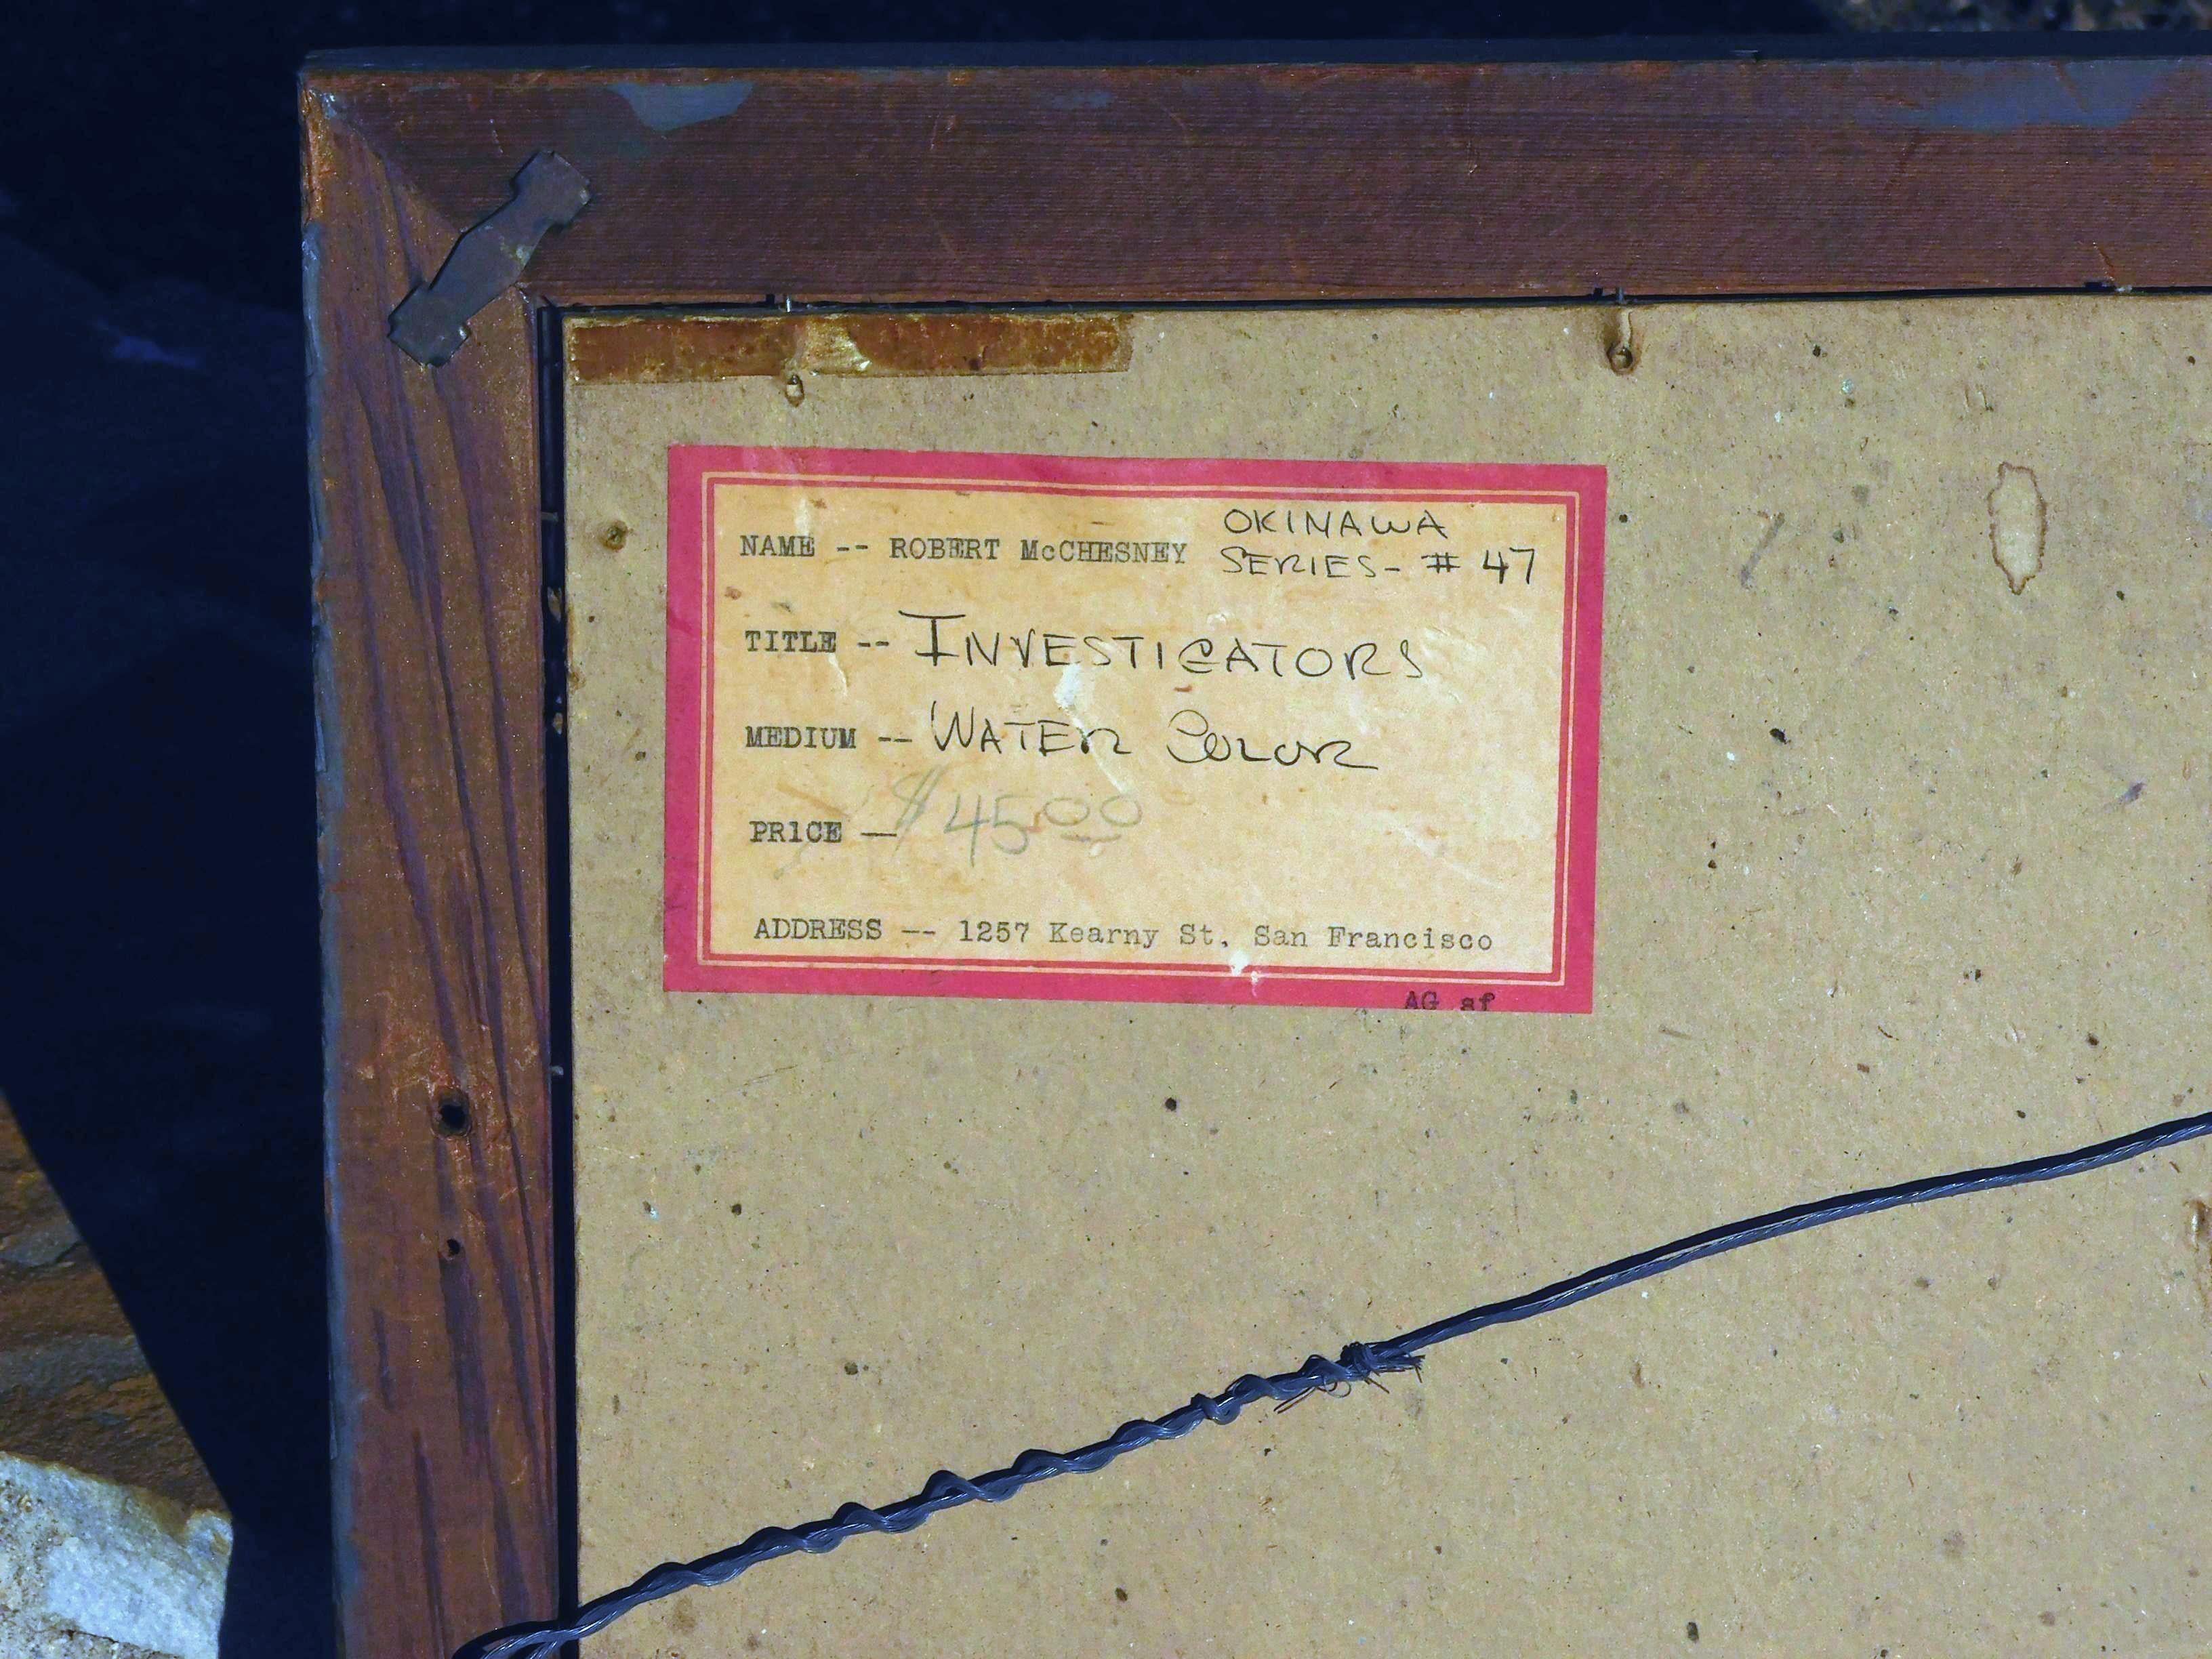 OKINAWA
NAME -- ROBERT McCHESNEY SERIES- # 47
TITLE -- INVESTIGATORS
MEDIUM -- WATER COLOR
PR1CE — $45.00
ADDRESS -- 1257 Kearny St. San Francisco
AG sf